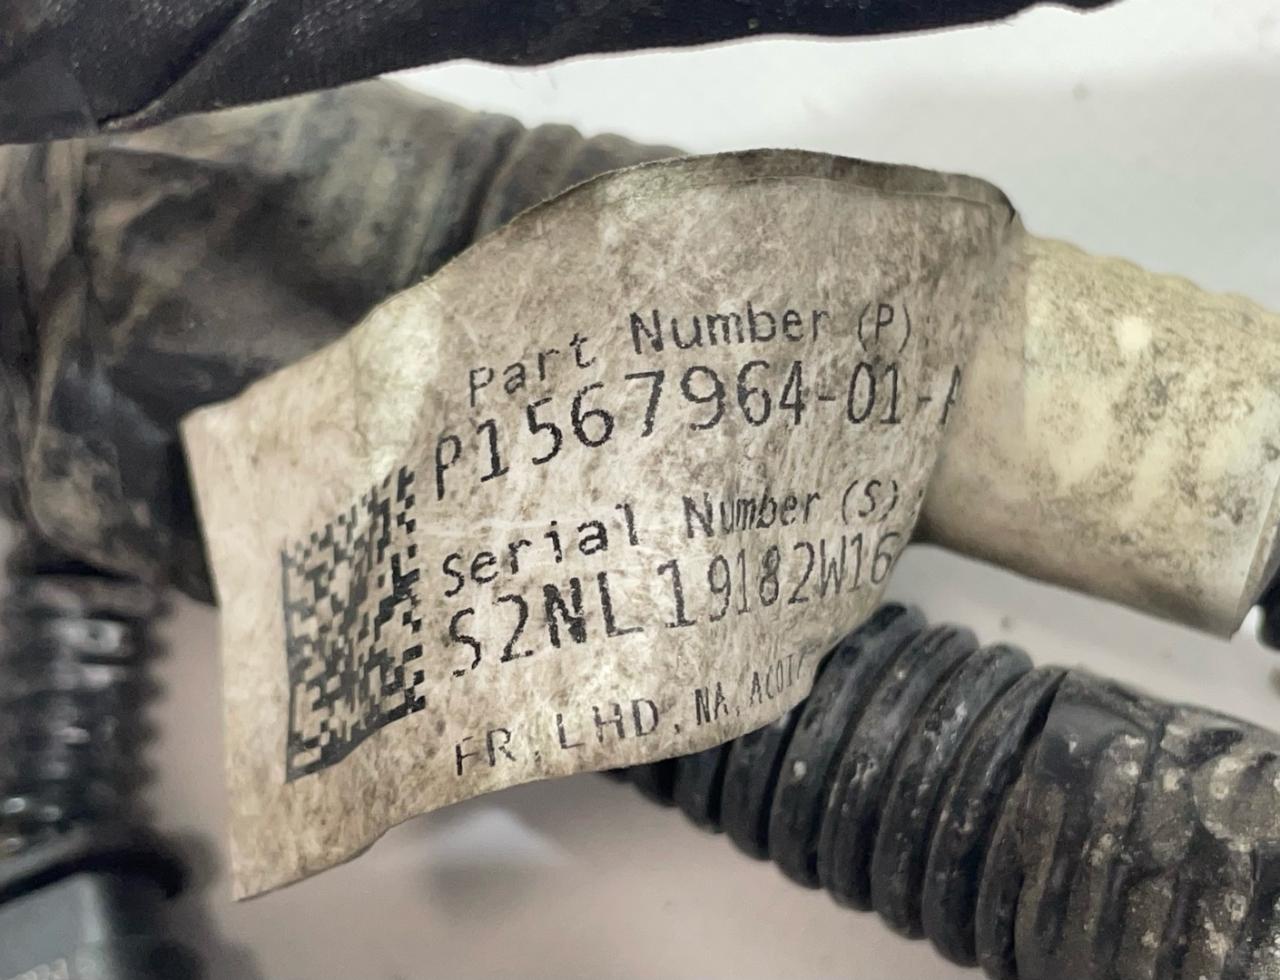 Part Number (P)
P1567964-01-A
Serial Number (S)
S2NL19182W16
FR, LHD, NA,